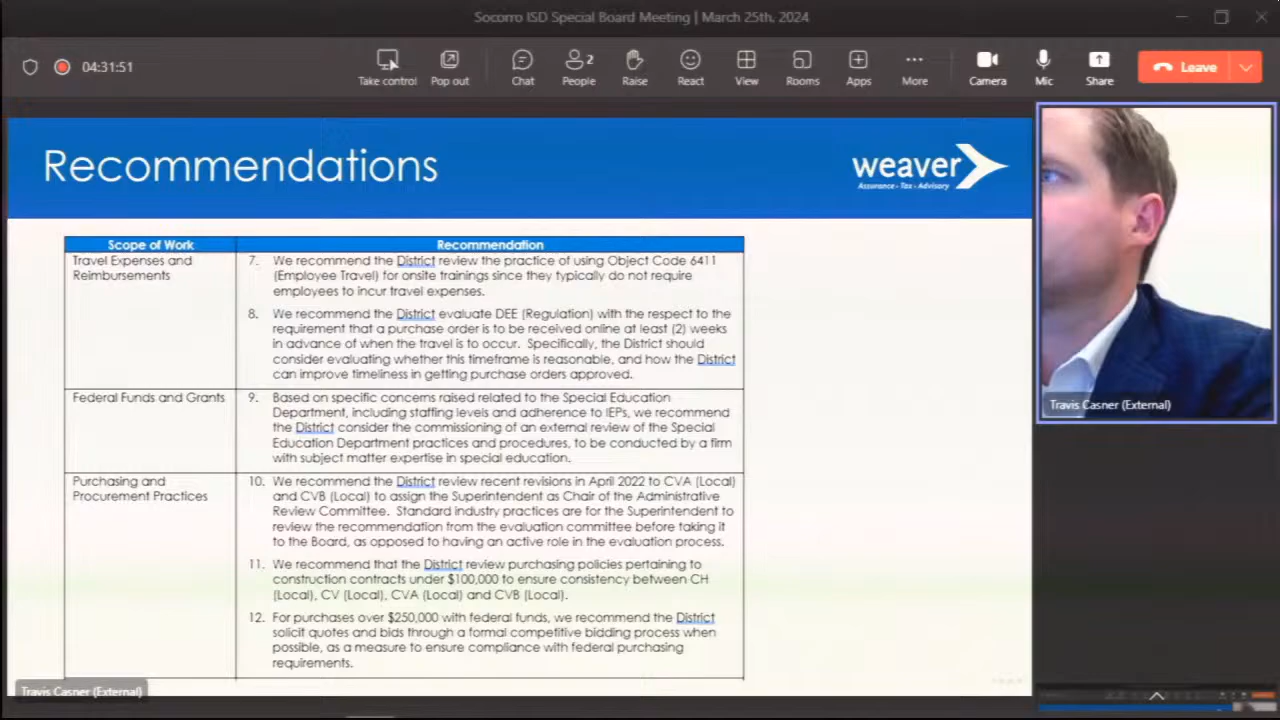 Socorro ISD Special Board Meeting | March 25th, 2024
04:31:51
Take control
Pop out
Chat
People
2
Raise
React
View
Rooms
Apps
More
Camera
Mic
Share
Leave
Recommendations
weaver
Assurance • Tax • Advisory
Scope of Work
Recommendation
Travel Expenses and
Reimbursements
7. We recommend the District review the practice of using Object Code 6411
(Employee Travel) for onsite trainings since they typically do not require
employees to incur travel expenses.
8. We recommend the District evaluate DEE (Regulation) with the respect to the
requirement that a purchase order is to be received online at least (2) weeks
in advance of when the travel is to occur. Specifically, the District should
consider evaluating whether this timeframe is reasonable, and how the District
can improve timeliness in getting purchase orders approved.
Federal Funds and Grants
9. Based on specific concerns raised related to the Special Education
Department, including staffing levels and adherence to IEPs, we recommend
the District consider the commissioning of an external review of the Special
Education Department practices and procedures, to be conducted by a firm
with subject matter expertise in special education.
Purchasing and
Procurement Practices
10. We recommend the District review recent revisions in April 2022 to CVA (Local)
and CVB (Local) to assign the Superintendent as Chair of the Administrative
Review Committee. Standard industry practices are for the Superintendent to
review the recommendation from the evaluation committee before taking it
to the Board, as opposed to having an active role in the evaluation process.
11. We recommend that the District review purchasing policies pertaining to
construction contracts under $100,000 to ensure consistency between CH
(Local), CV (Local), CVA (Local) and CVB (Local).
12. For purchases over $250,000 with federal funds, we recommend the District
solicit quotes and bids through a formal competitive bidding process when
possible, as a measure to ensure compliance with federal purchasing
requirements.
Travis Casner (External)
Travis Casner (External)